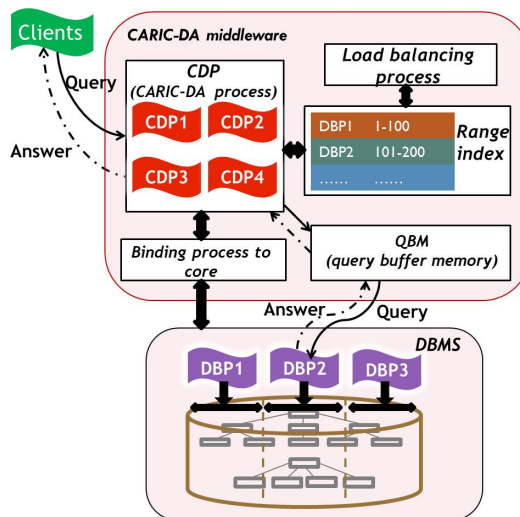 Clients
CARIC-DA middleware
Query
Answer
CDP
(CARIC-DA process)
CDP1
CDP2
CDP3
CDP4
Load balancing
process
DBP1 1-100
DBP2 101-200
...... ......
Range
index
Binding process to
core
QBM
(query buffer memory)
Answer
Query
DBMS
DBP1
DBP2
DBP3